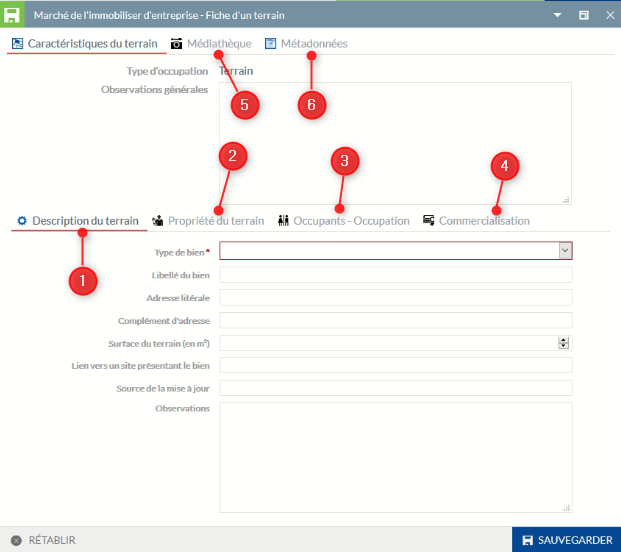 Marché de l'immobilier d'entreprise - Fiche d'un terrain
Caractéristiques du terrain Médiathèque Métadonnées
Type d'occupation Terrain
Observations générales
5 6
2 3 4
Description du terrain Propriété du terrain Occupants - Occupation Commercialisation
1
Type de bien *
Libellé du bien
Adresse litérale
Complément d'adresse
Surface du terrain (en m²)
Lien vers un site présentant le bien
Source de la mise à jour
Observations
RÉTABLIR SAUVEGARDER